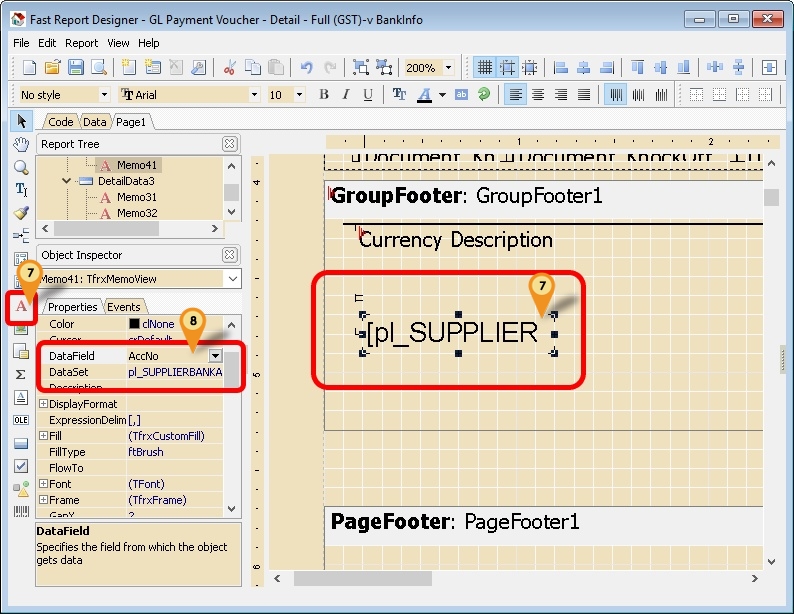 Fast Report Designer - GL Payment Voucher - Detail - Full (GST)-v BankInfo
File Edit Report View Help
200%
No style Arial 10 B I U
Code Data Page1
Report Tree
Memo41
DetailData3
Memo31
Memo32
Object Inspector
Memo41: TfrxMemoView
Properties Events
Color clNone
Cursor crDefault
DataField AccNo
DataSet pl_SUPPLIERBANKA
Description
DisplayFormat
ExpressionDelim [,]
Fill (TfrxCustomFill)
FillType ftBrush
FlowTo
Font (TFont)
Frame (TfrxFrame)
GapX 2
DataField
Specifies the field from which the object
gets data
OLE
7
8
1 2
4
5
6
Document_Kn Document_KnockOff
GroupFooter: GroupFooter1
Currency Description
7
[pl_SUPPLIER
PageFooter: PageFooter1